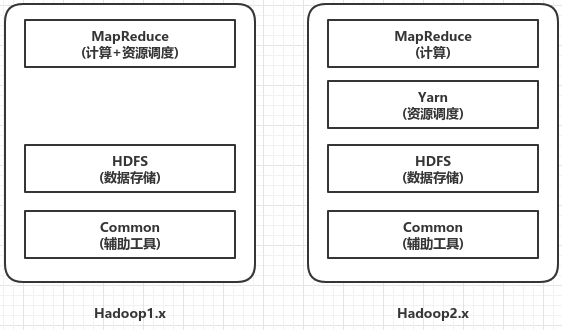 MapReduce
(计算+资源调度)
HDFS
(数据存储)
Common
(辅助工具)
Hadoop1.x
MapReduce
(计算)
Yarn
(资源调度)
HDFS
(数据存储)
Common
(辅助工具)
Hadoop2.x